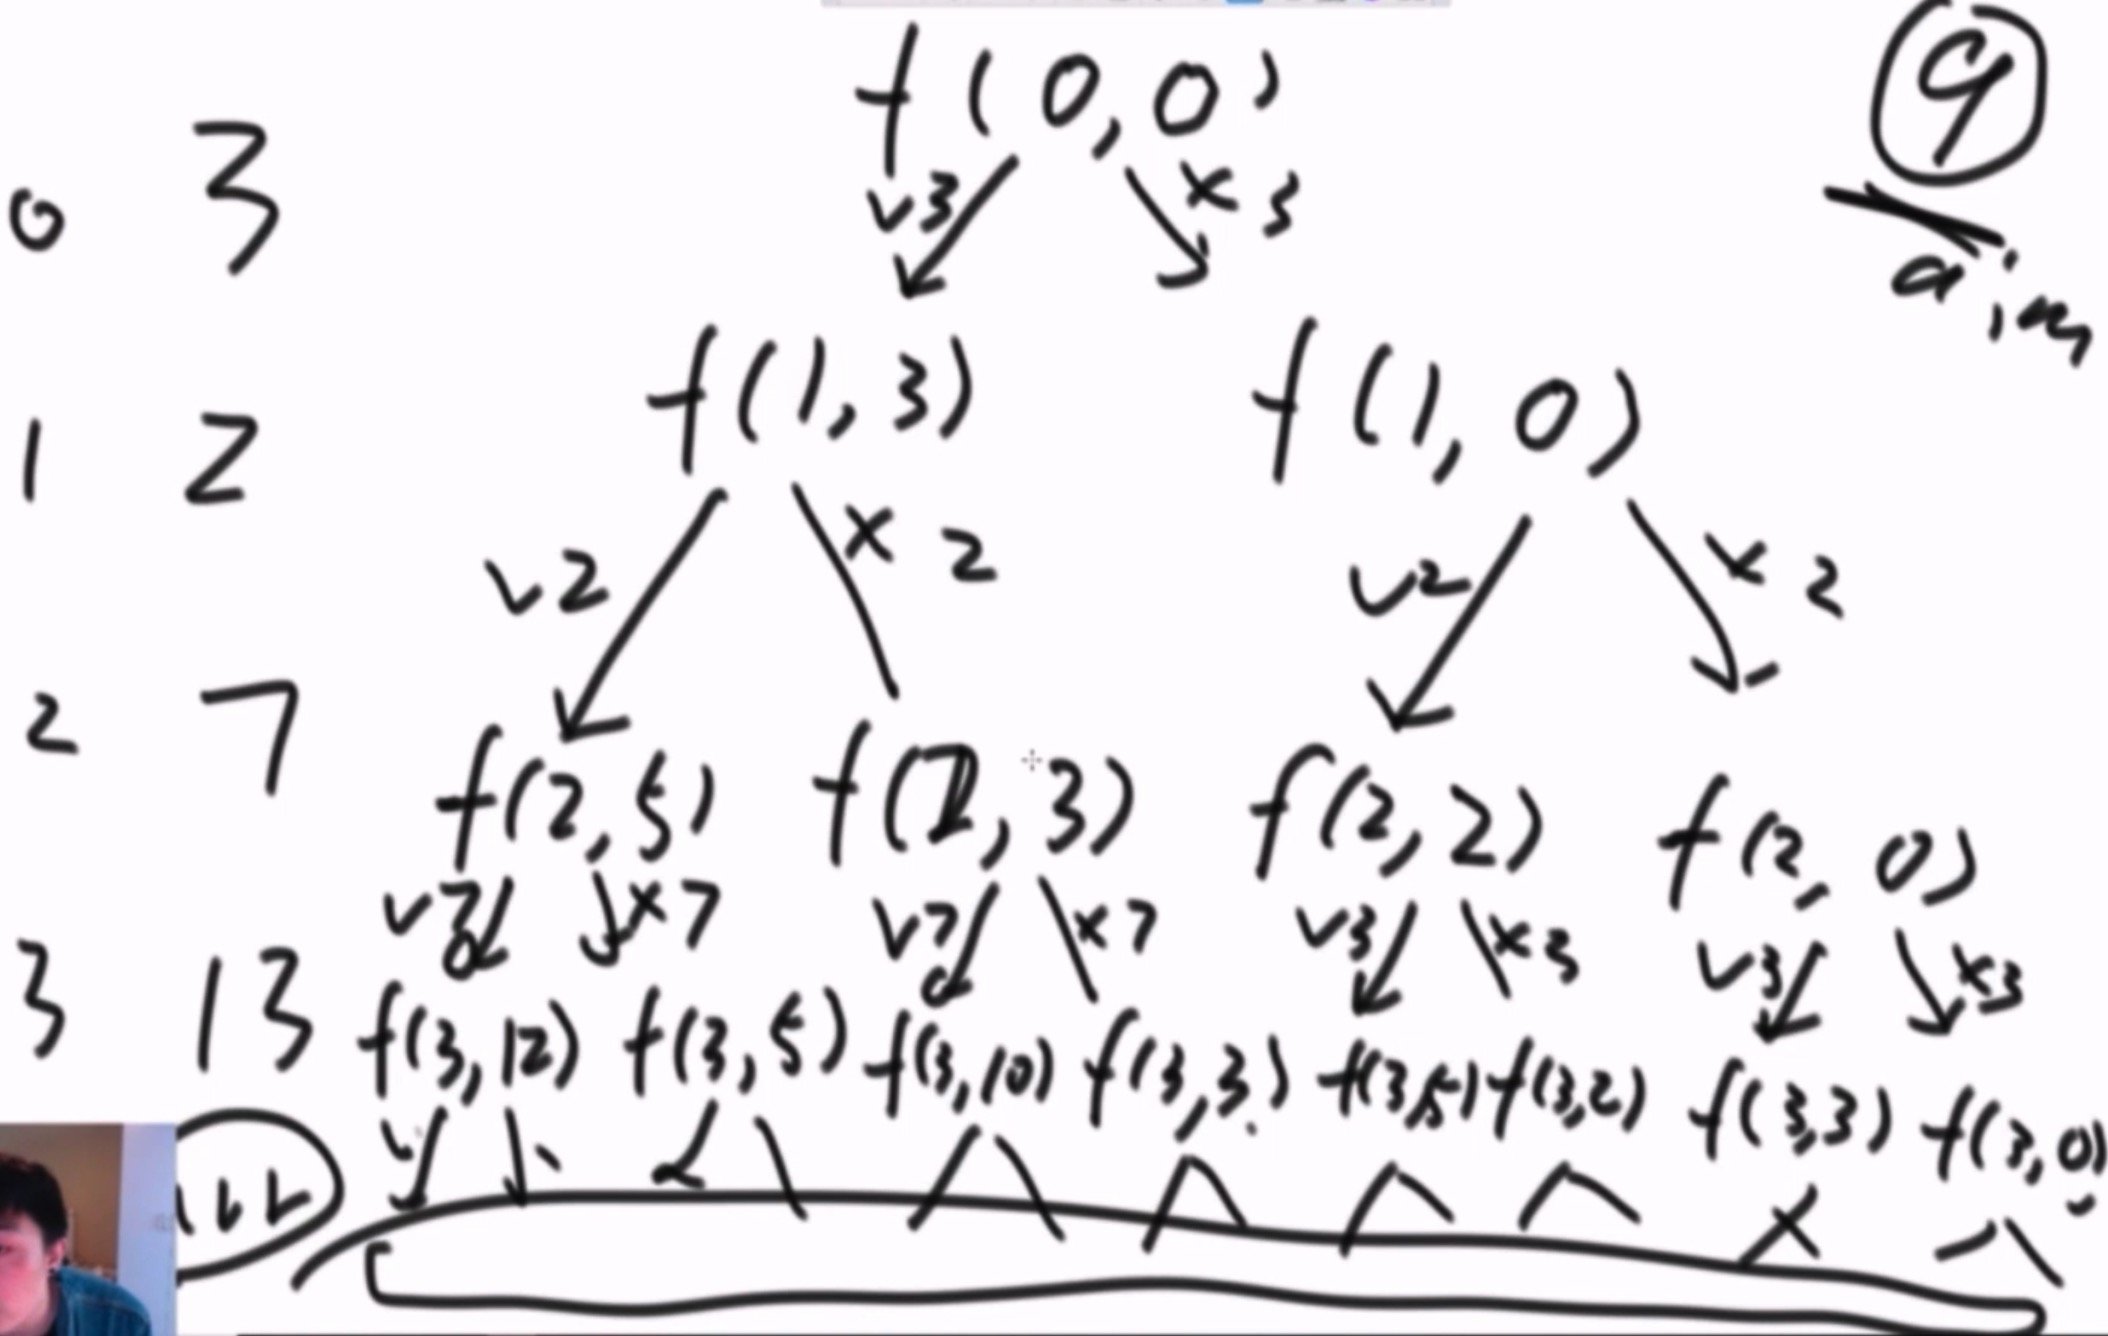 f(0,0) 9
0 3 √3 ×3 aim
f(1,3) f(1,0)
1 2
√2 ×2 √2 ×2
2 7 f(2,5) f(2,3) f(2,2) f(2,0)
√7 ×7 √7 ×7 √3 ×3 √3 ×3
3 13 f(3,12) f(3,5) f(3,10) f(3,3) f(3,5) f(3,2) f(3,3) f(3,0)